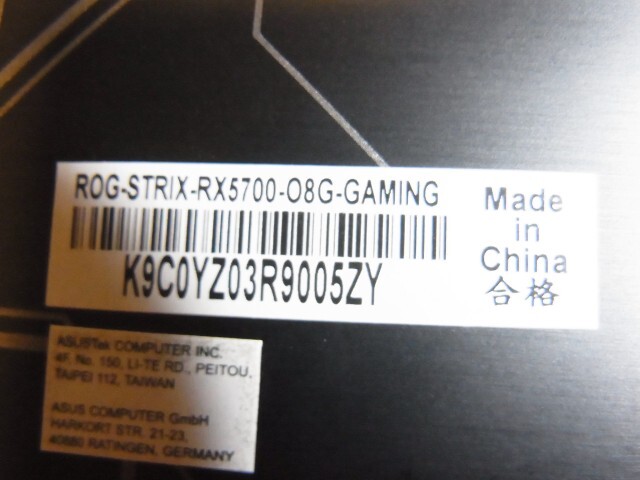 ROG-STRIX-RX5700-O8G-GAMING
K9C0YZ03R9005ZY
Made
in
China
合格
ASUSTek COMPUTER INC.
4F, No. 150, LI-TE RD., PEITOU,
TAIPEI 112, TAIWAN
ASUS COMPUTER GmbH
HARKORT STR. 21-23,
40880 RATINGEN, GERMANY